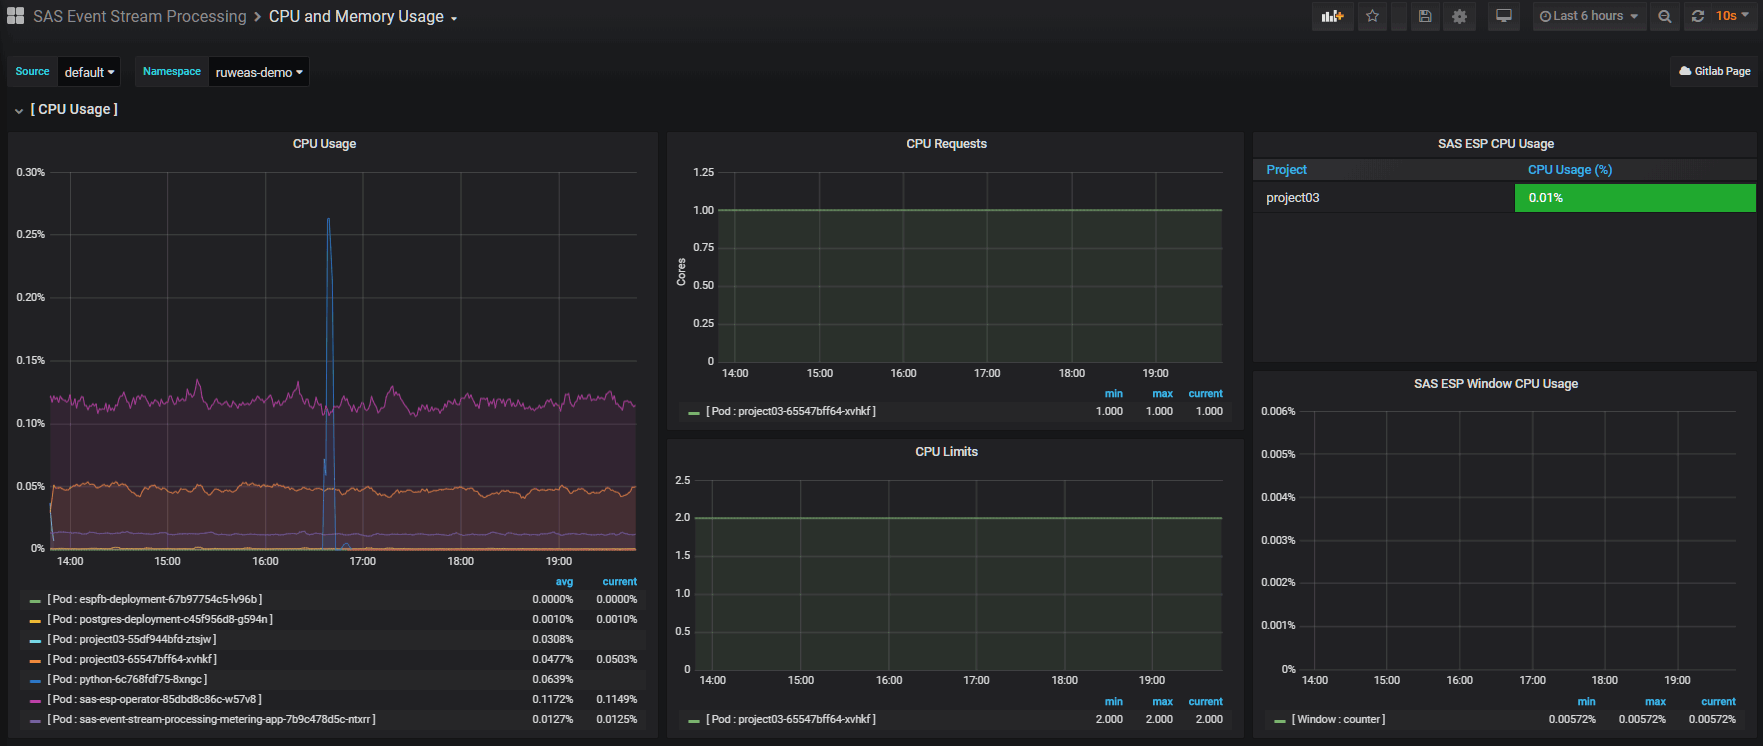 SAS Event Stream Processing > CPU and Memory Usage
Last 6 hours
10s
Source default
Namespace ruweas-demo
Gitlab Page
[ CPU Usage ]
CPU Usage
0.30%
0.25%
0.20%
0.15%
0.10%
0.05%
0%
14:00 15:00 16:00 17:00 18:00 19:00
avg current
[ Pod : espfb-deployment-67b97754c5-lv96b ] 0.0000% 0.0000%
[ Pod : postgres-deployment-c45f956d8-g594n ] 0.0010% 0.0010%
[ Pod : project03-55df944bfd-ztsjw ] 0.0308%
[ Pod : project03-65547bff64-xvhkf ] 0.0477% 0.0503%
[ Pod : python-6c768fdf75-8xngc ] 0.0639%
[ Pod : sas-esp-operator-85dbd8c86c-w57v8 ] 0.1172% 0.1149%
[ Pod : sas-event-stream-processing-metering-app-7b9c478d5c-ntxrr ] 0.0127% 0.0125%
CPU Requests
Cores
1.25
1.00
0.75
0.50
0.25
0
14:00 15:00 16:00 17:00 18:00 19:00
min max current
[ Pod : project03-65547bff64-xvhkf ] 1.000 1.000 1.000
CPU Limits
2.5
2.0
1.5
1.0
0.5
0
14:00 15:00 16:00 17:00 18:00 19:00
min max current
[ Pod : project03-65547bff64-xvhkf ] 2.000 2.000 2.000
SAS ESP CPU Usage
Project CPU Usage (%)
project03 0.01%
SAS ESP Window CPU Usage
0.006%
0.005%
0.004%
0.003%
0.002%
0.001%
0%
14:00 15:00 16:00 17:00 18:00 19:00
min max current
[ Window : counter ] 0.00572% 0.00572% 0.00572%